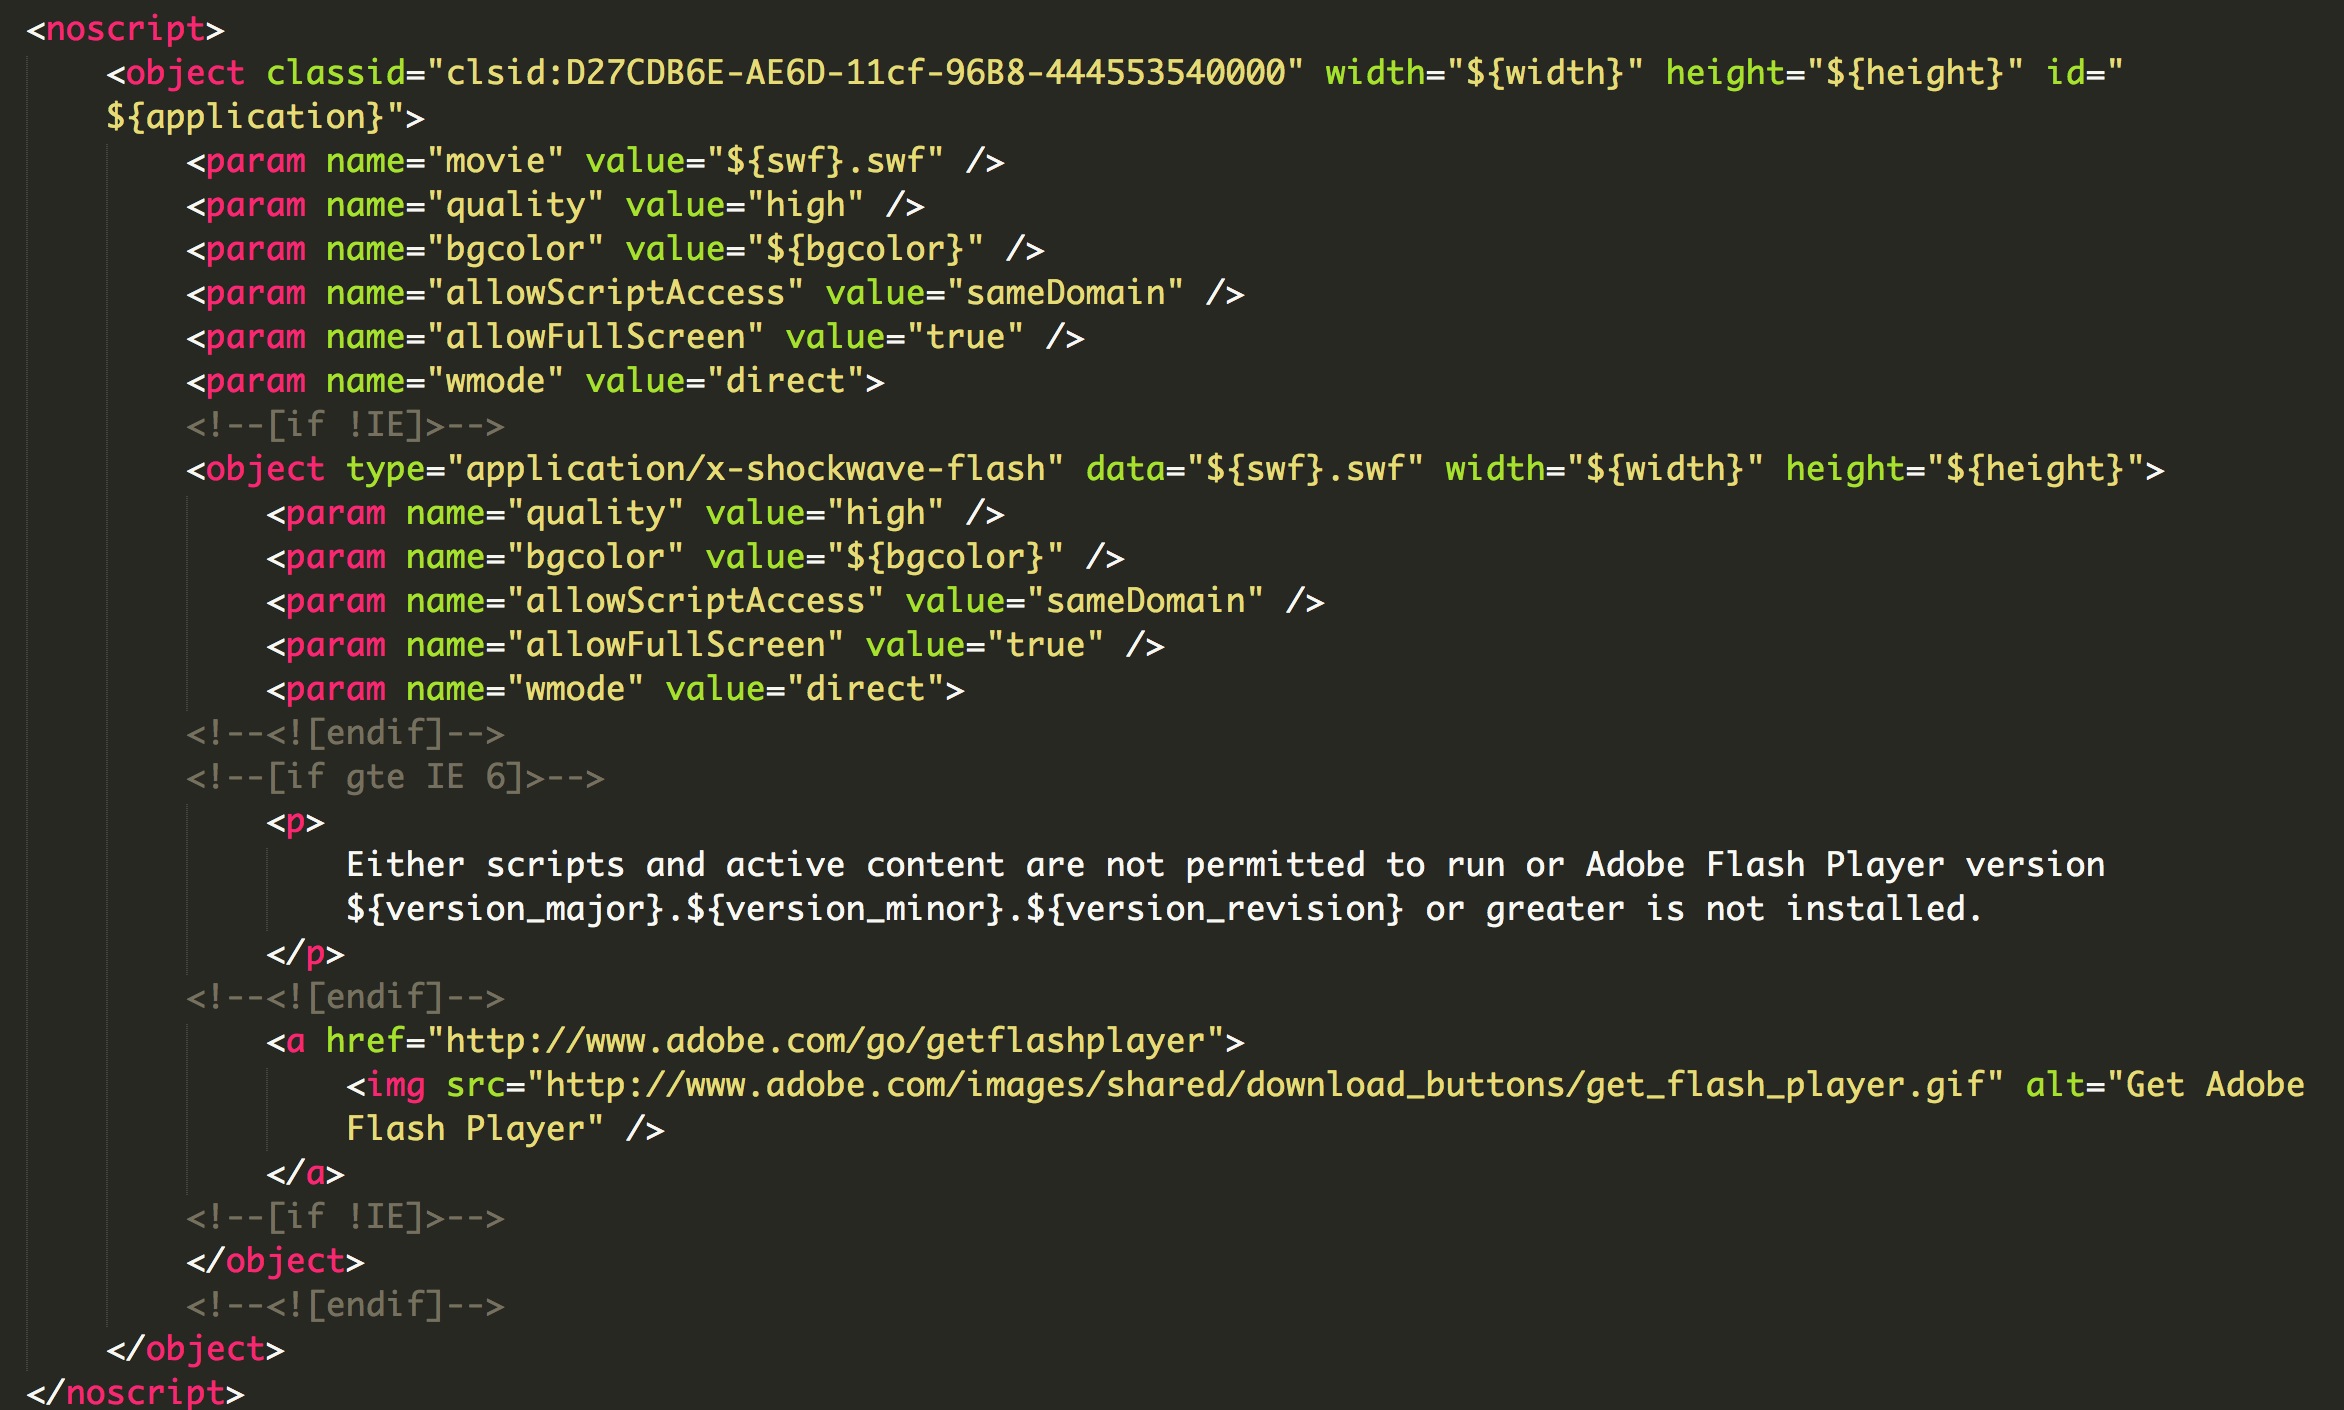 <noscript>
<object classid="clsid:D27CDB6E-AE6D-11cf-96B8-444553540000" width="${width}" height="${height}" id="
${application}">
<param name="movie" value="${swf}.swf" />
<param name="quality" value="high" />
<param name="bgcolor" value="${bgcolor}" />
<param name="allowScriptAccess" value="sameDomain" />
<param name="allowFullScreen" value="true" />
<param name="wmode" value="direct">
<!--[if !IE]>-->
<object type="application/x-shockwave-flash" data="${swf}.swf" width="${width}" height="${height}">
<param name="quality" value="high" />
<param name="bgcolor" value="${bgcolor}" />
<param name="allowScriptAccess" value="sameDomain" />
<param name="allowFullScreen" value="true" />
<param name="wmode" value="direct">
<!--<![endif]-->
<!--[if gte IE 6]>-->
<p>
Either scripts and active content are not permitted to run or Adobe Flash Player version
${version_major}.${version_minor}.${version_revision} or greater is not installed.
</p>
<!--<![endif]-->
<a href="http://www.adobe.com/go/getflashplayer">
<img src="http://www.adobe.com/images/shared/download_buttons/get_flash_player.gif" alt="Get Adobe
Flash Player" />
</a>
<!--[if !IE]>-->
</object>
<!--<![endif]-->
</object>
</noscript>